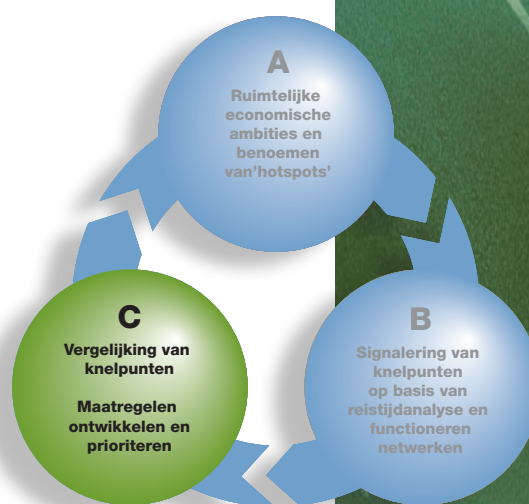 A
Ruimtelijke
economische
ambities en
benoemen
van'hotspots'
B
Signalering van
knelpunten
op basis van
reistijdanalyse en
functioneren
netwerken
C
Vergelijking van
knelpunten
Maatregelen
ontwikkelen en
prioriteren